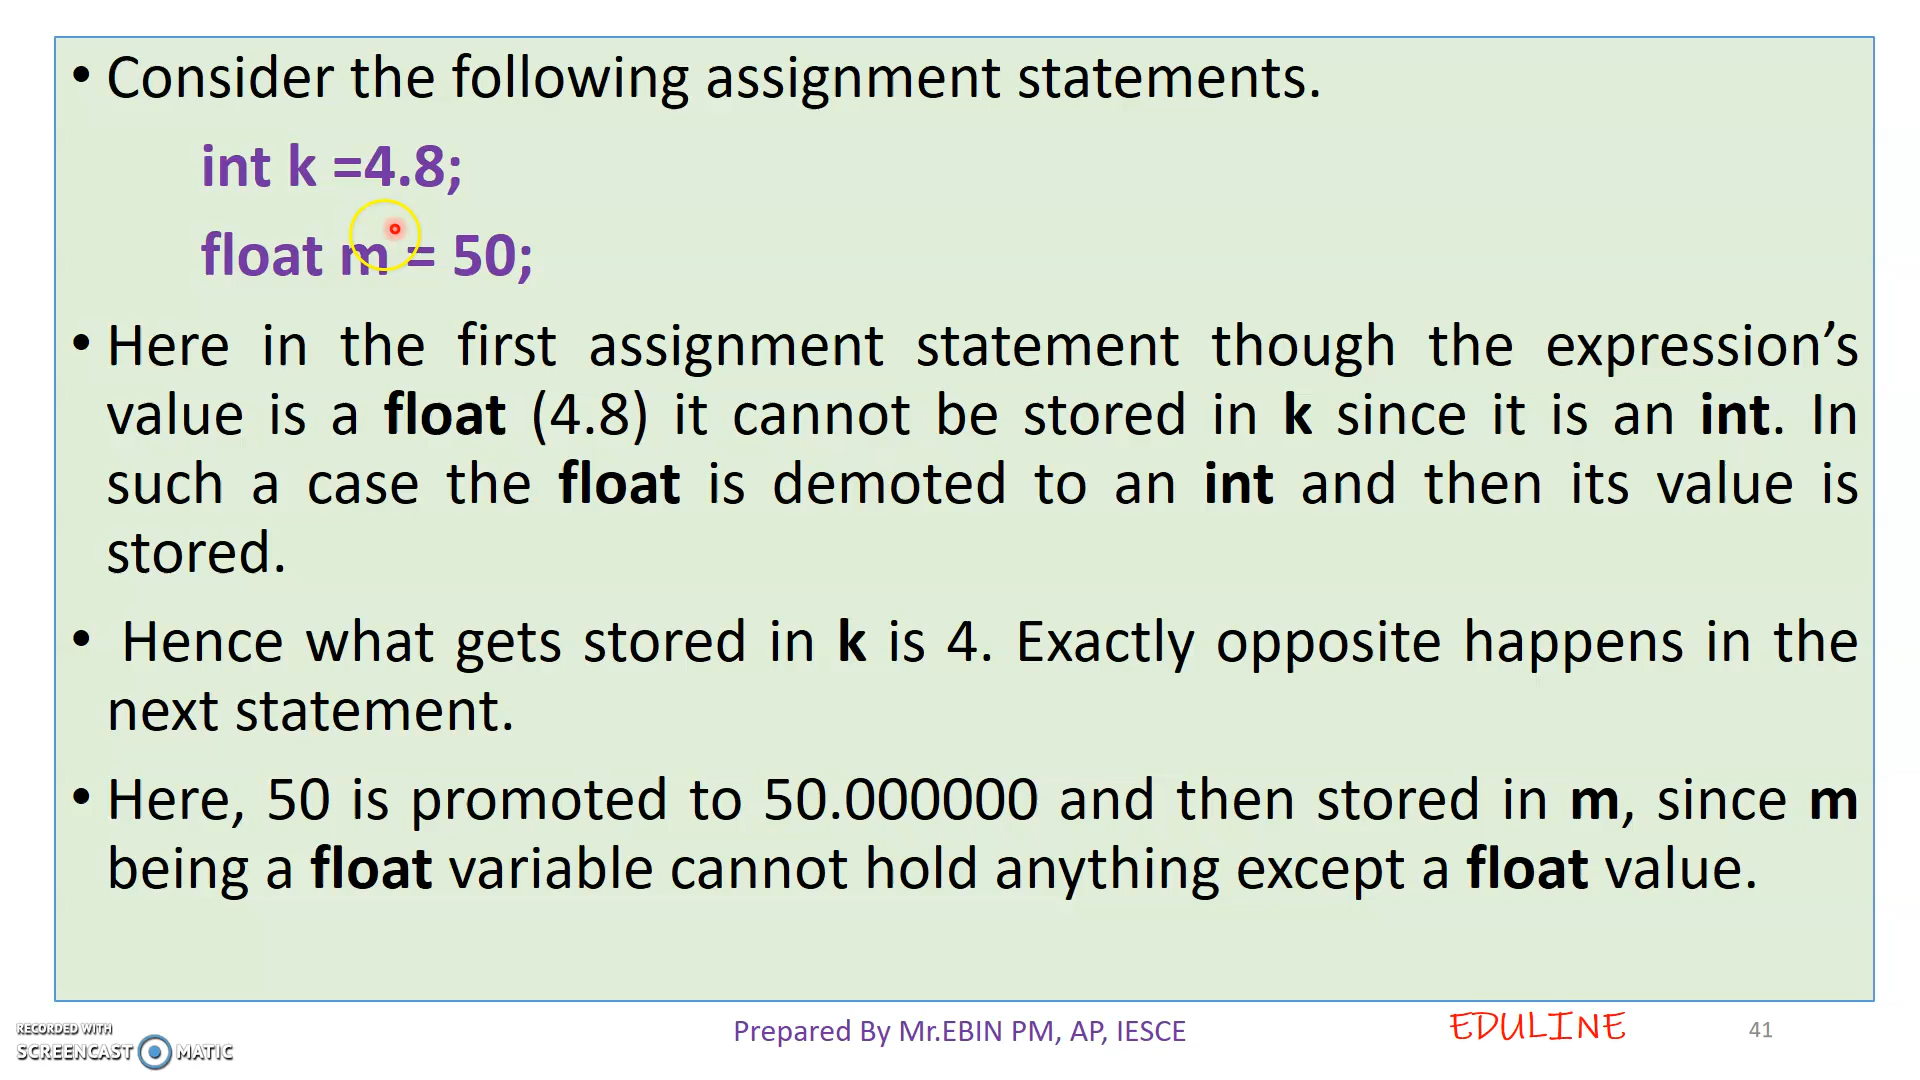 • Consider the following assignment statements.
int k =4.8;
float m = 50;
• Here in the first assignment statement though the expression’s
value is a float (4.8) it cannot be stored in k since it is an int. In
such a case the float is demoted to an int and then its value is
stored.
• Hence what gets stored in k is 4. Exactly opposite happens in the
next statement.
• Here, 50 is promoted to 50.000000 and then stored in m, since m
being a float variable cannot hold anything except a float value.
RECORDED WITH
SCREENCAST MATIC
Prepared By Mr.EBIN PM, AP, IESCE
EDULINE
41